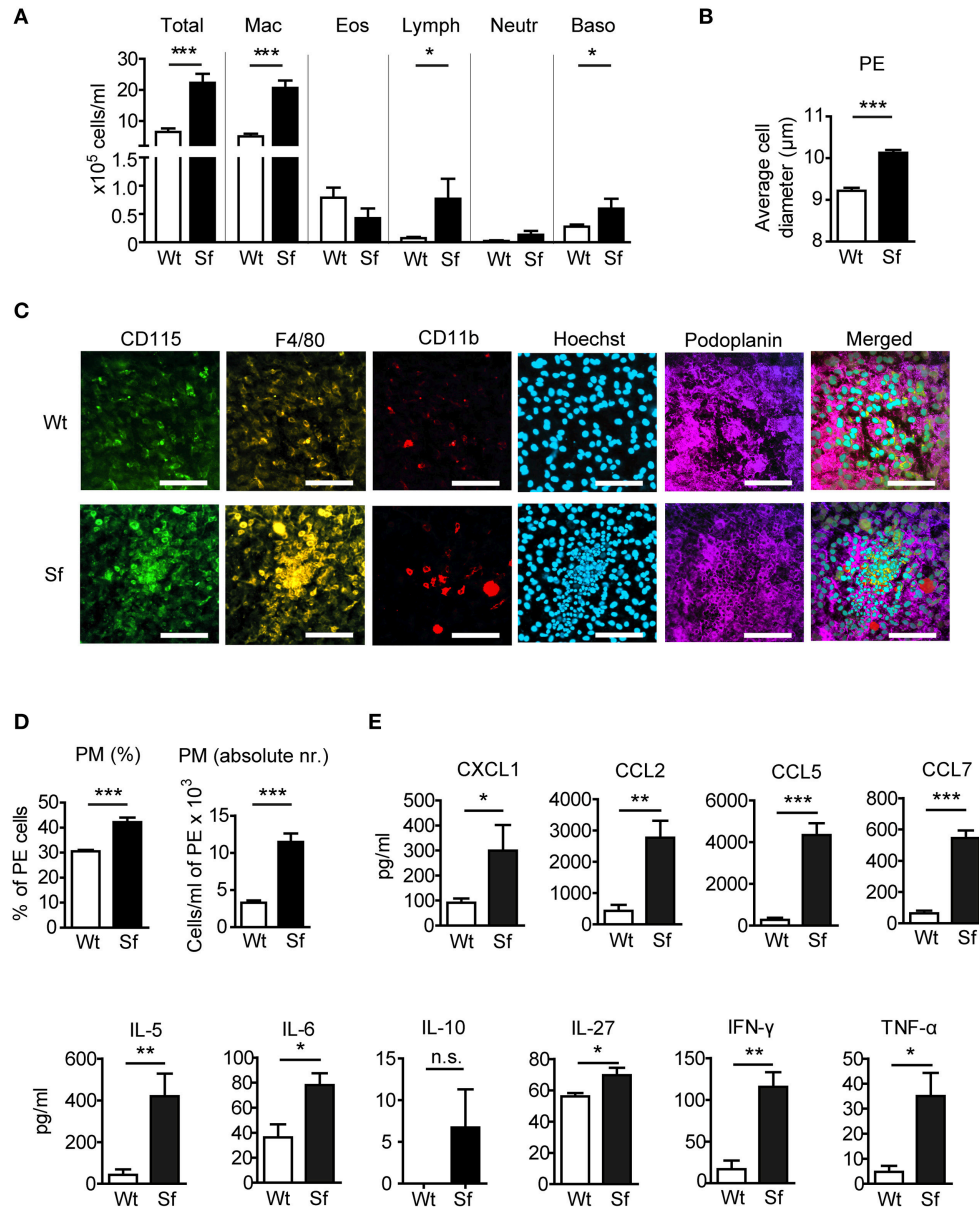 A
Total Mac Eos Lymph Neutr Baso
*** *** * *
x10⁵ cells/ml
30
20
10
1.5
1.0
0.5
0
Wt Sf Wt Sf Wt Sf Wt Sf Wt Sf Wt Sf
B
PE
***
Average cell
diameter (µm)
11
10
9
8
Wt Sf
C
CD115 F4/80 CD11b Hoechst Podoplanin Merged
Wt
Sf
D
PM (%)
***
% of PE cells
50
40
30
20
10
0
Wt Sf
PM (absolute nr.)
***
Cells/ml of PE x 10³
15
10
5
0
Wt Sf
E
CXCL1
*
pg/ml
500
400
300
200
100
0
Wt Sf
CCL2
**
4000
3000
2000
1000
0
Wt Sf
CCL5
***
6000
4000
2000
0
Wt Sf
CCL7
***
800
600
400
200
0
Wt Sf
IL-5
**
pg/ml
600
400
200
0
Wt Sf
IL-6
*
100
80
60
40
20
0
Wt Sf
IL-10
n.s.
15
10
5
0
Wt Sf
IL-27
*
80
60
40
20
0
Wt Sf
IFN-γ
**
150
100
50
0
Wt Sf
TNF-α
*
50
40
30
20
10
0
Wt Sf